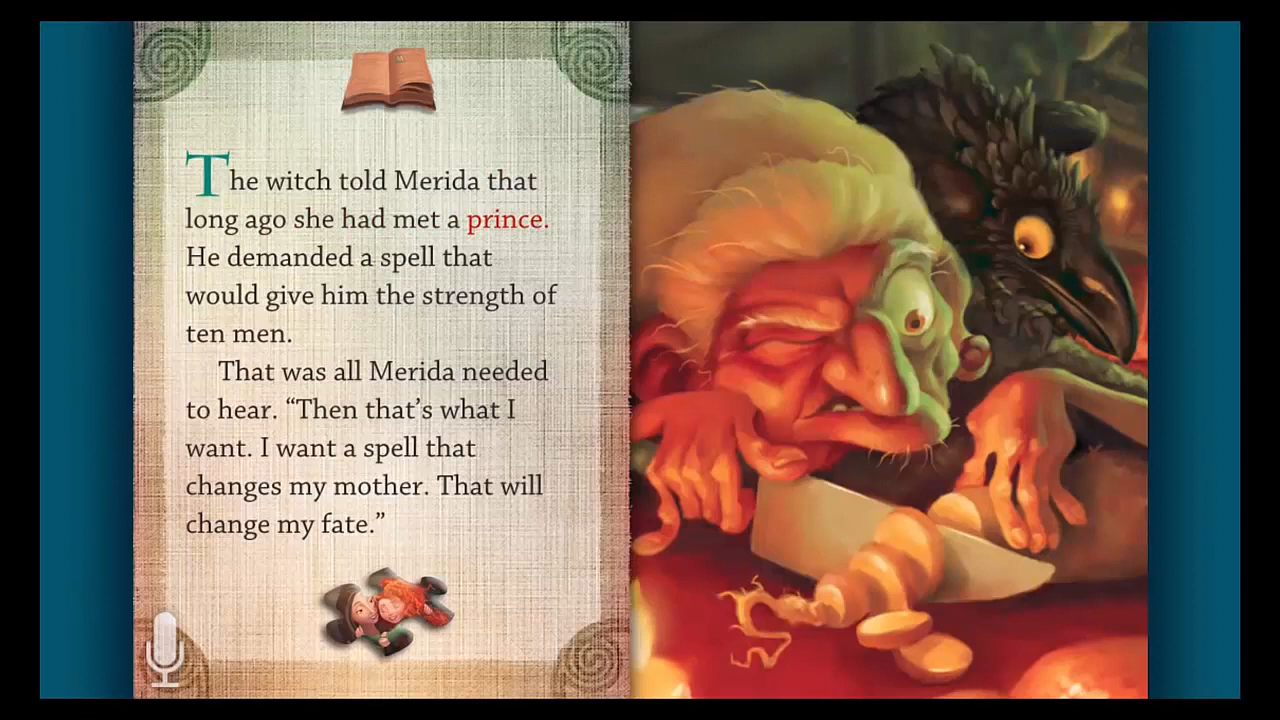 The witch told Merida that
long ago she had met a prince.
He demanded a spell that
would give him the strength of
ten men.
That was all Merida needed
to hear. “Then that’s what I
want. I want a spell that
changes my mother. That will
change my fate.”